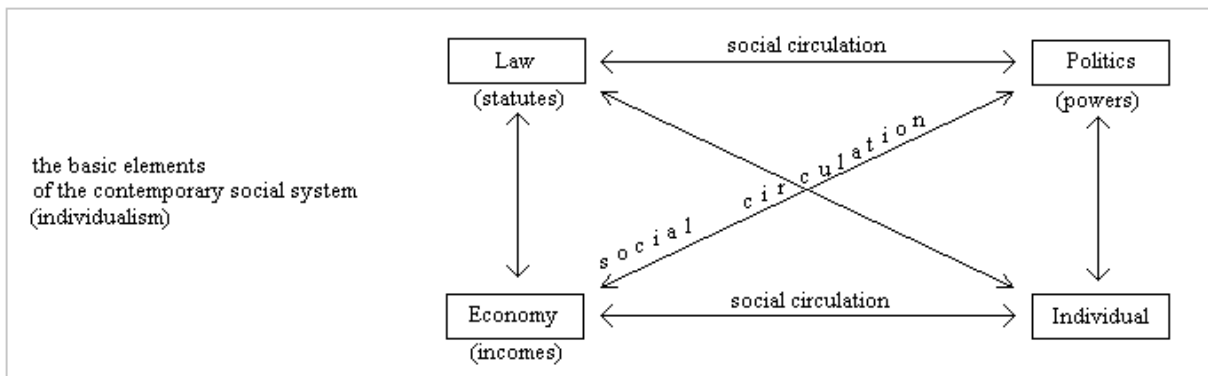 social circulation
Law
Politics
(statutes)
(powers)
the basic elements
of the contemporary social system
(individualism)
social circulation
social circulation
Economy
Individual
(incomes)